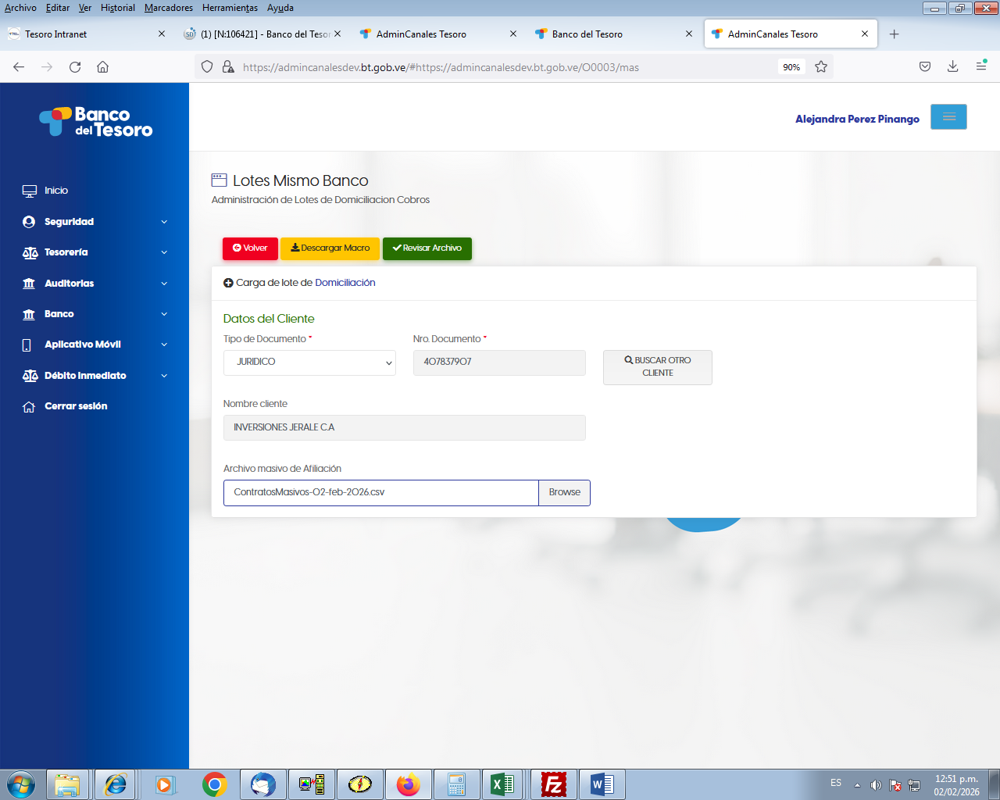 Archivo Editar Ver Historial Marcadores Herramientas Ayuda
Tesoro Intranet
(1) [N:106421] - Banco del Tesor
AdminCanales Tesoro
Banco del Tesoro
AdminCanales Tesoro
https://admincanalesdev.bt.gob.ve/#https://admincanalesdev.bt.gob.ve/O0003/mas
90%
Banco
del Tesoro
Alejandra Perez Pinango
Inicio
Seguridad
Tesorería
Auditorias
Banco
Aplicativo Móvil
Débito Inmediato
Cerrar sesión
Lotes Mismo Banco
Administración de Lotes de Domiciliacion Cobros
Volver
Descargar Macro
Revisar Archivo
Carga de lote de Domiciliación
Datos del Cliente
Tipo de Documento *
Nro. Documento *
JURIDICO
407837907
BUSCAR OTRO
CLIENTE
Nombre cliente
INVERSIONES JERALE C.A
Archivo masivo de Afiliación
ContratosMasivos-02-feb-2026.csv
Browse
ES
12:51 p.m.
02/02/2026